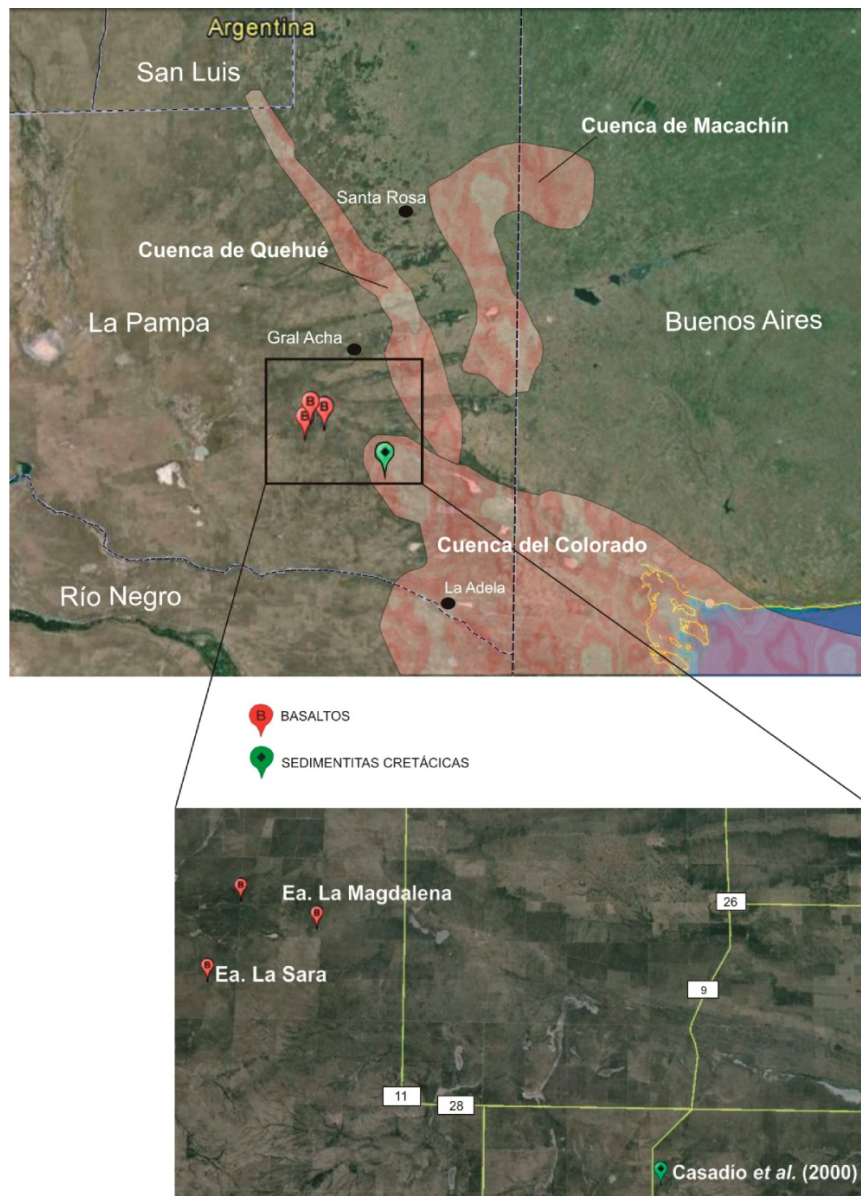 Argentina
San Luis
Cuenca de Macachín
Santa Rosa
Cuenca de Quehué
La Pampa
Buenos Aires
Gral Acha
B
B
B
Cuenca del Colorado
La Adela
Río Negro
B BASALTOS
SEDIMENTITAS CRETÁCICAS
B
Ea. La Magdalena
B
26
B
Ea. La Sara
9
11
28
Casadío et al. (2000)